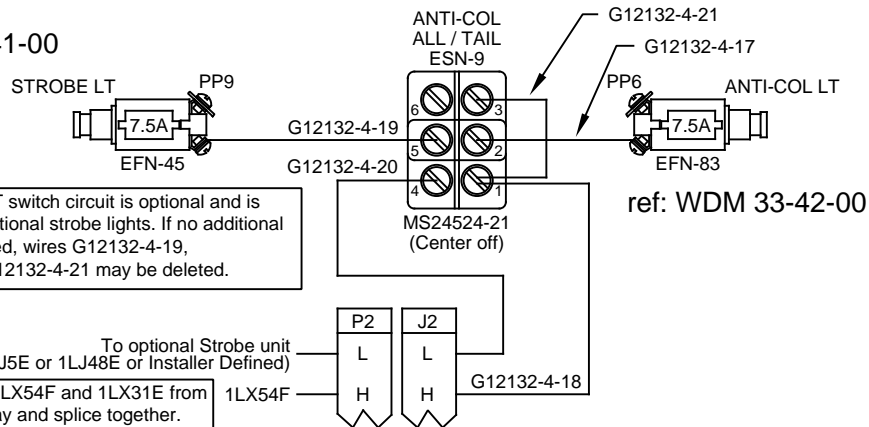 1-00
STROBE LT
PP9
7.5A
EFN-45
ANTI-COL
ALL / TAIL
ESN-9
6
3
5
2
4
1
MS24524-21
(Center off)
G12132-4-21
G12132-4-17
PP6
ANTI-COL LT
7.5A
EFN-83
G12132-4-19
G12132-4-20
ref: WDM 33-42-00
switch circuit is optional and is
tional strobe lights. If no additional
ed, wires G12132-4-19,
12132-4-21 may be deleted.
P2
J2
To optional Strobe unit
J5E or 1LJ48E or Installer Defined)
L
L
LX54F and 1LX31E from
ay and splice together.
1LX54F
H
H
G12132-4-18